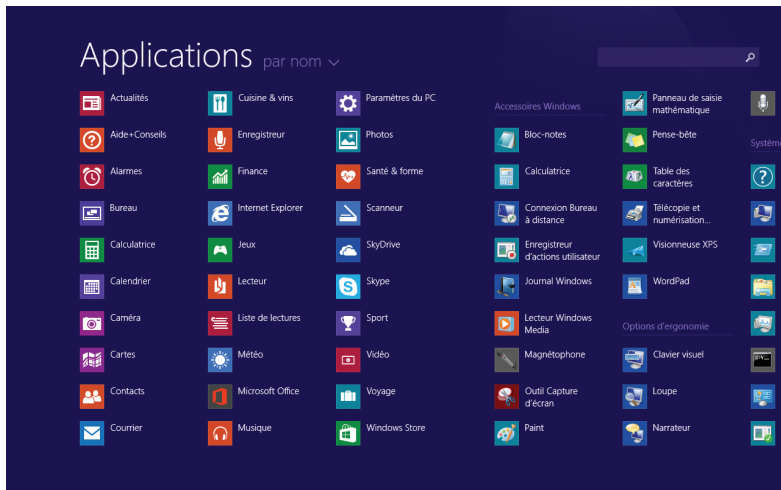 Applications par nom
Actualités
Aide+Conseils
Alarmes
Bureau
Calculatrice
Calendrier
Caméra
Cartes
Contacts
Courrier
Cuisine & vins
Enregistreur
Finance
Internet Explorer
Jeux
Lecteur
Liste de lectures
Météo
Microsoft Office
Musique
Paramètres du PC
Photos
Santé & forme
Scanneur
SkyDrive
Skype
Sport
Vidéo
Voyage
Windows Store
Accessoires Windows
Bloc-notes
Calculatrice
Connexion Bureau
à distance
Enregistreur
d'actions utilisateur
Journal Windows
Lecteur Windows
Media
Magnétophone
Outil Capture
d'écran
Paint
Panneau de saisie
mathématique
Pense-bête
Table des
caractères
Télécopie et
numérisation...
Visionneuse XPS
WordPad
Options d'ergonomie
Clavier visuel
Loupe
Narrateur
Système